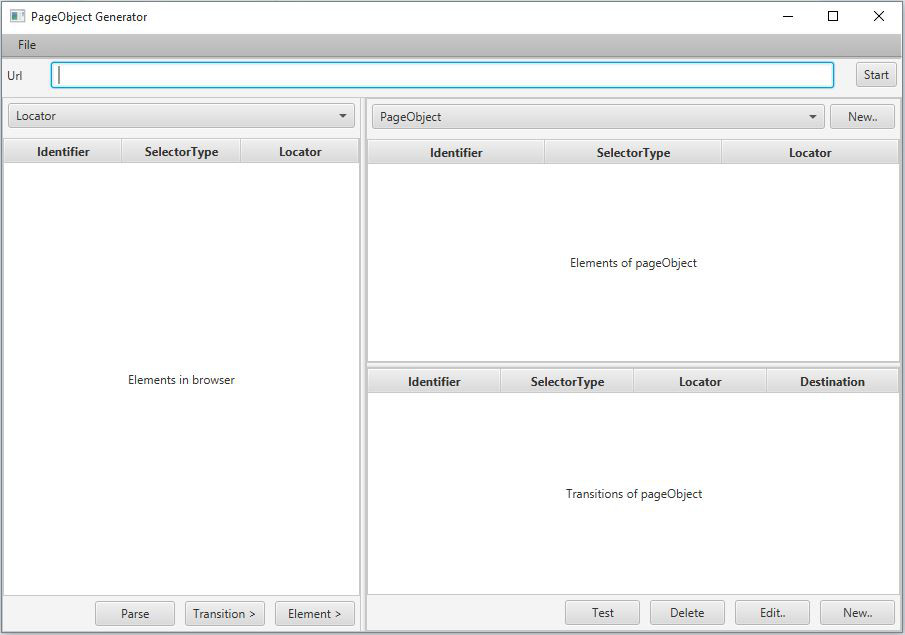 PageObject Generator
File
Url
Start
Locator
PageObject
New..
Identifier SelectorType Locator
Identifier SelectorType Locator
Elements of pageObject
Elements in browser
Identifier SelectorType Locator Destination
Transitions of pageObject
Parse Transition > Element >
Test Delete Edit.. New..